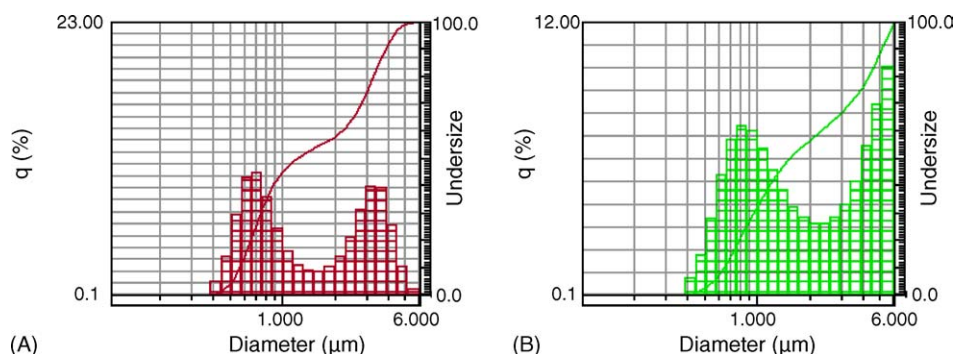 23.00
100.0
q (%)
Undersize
0.1
0.0
1.000
6.000
(A)
Diameter (µm)
12.00
100.0
q (%)
Undersize
0.1
0.0
1.000
6.000
(B)
Diameter (µm)